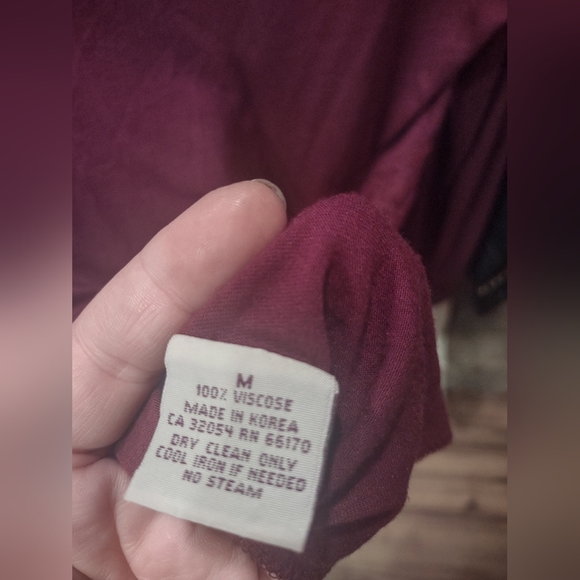 M
100% VISCOSE
MADE IN KOREA
CA 32054 RN 66170
DRY CLEAN ONLY
COOL IRON IF NEEDED
NO STEAM